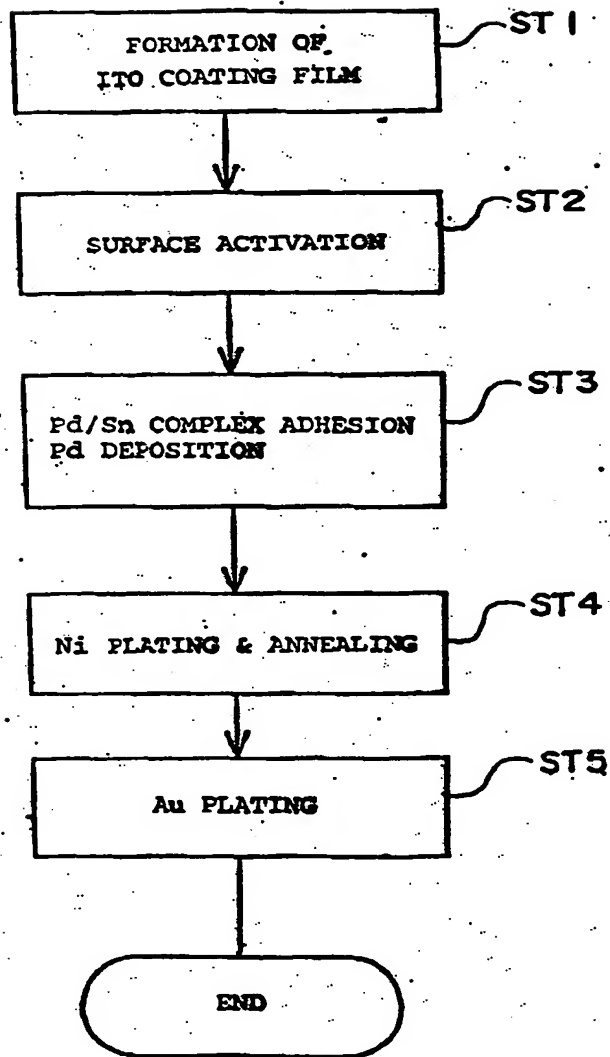 FORMATION OF
ITO COATING FILM
ST1
SURFACE ACTIVATION
ST2
Pd/Sn COMPLEX ADHESION
Pd DEPOSITION
ST3
Ni PLATING & ANNEALING
ST4
Au PLATING
ST5
END